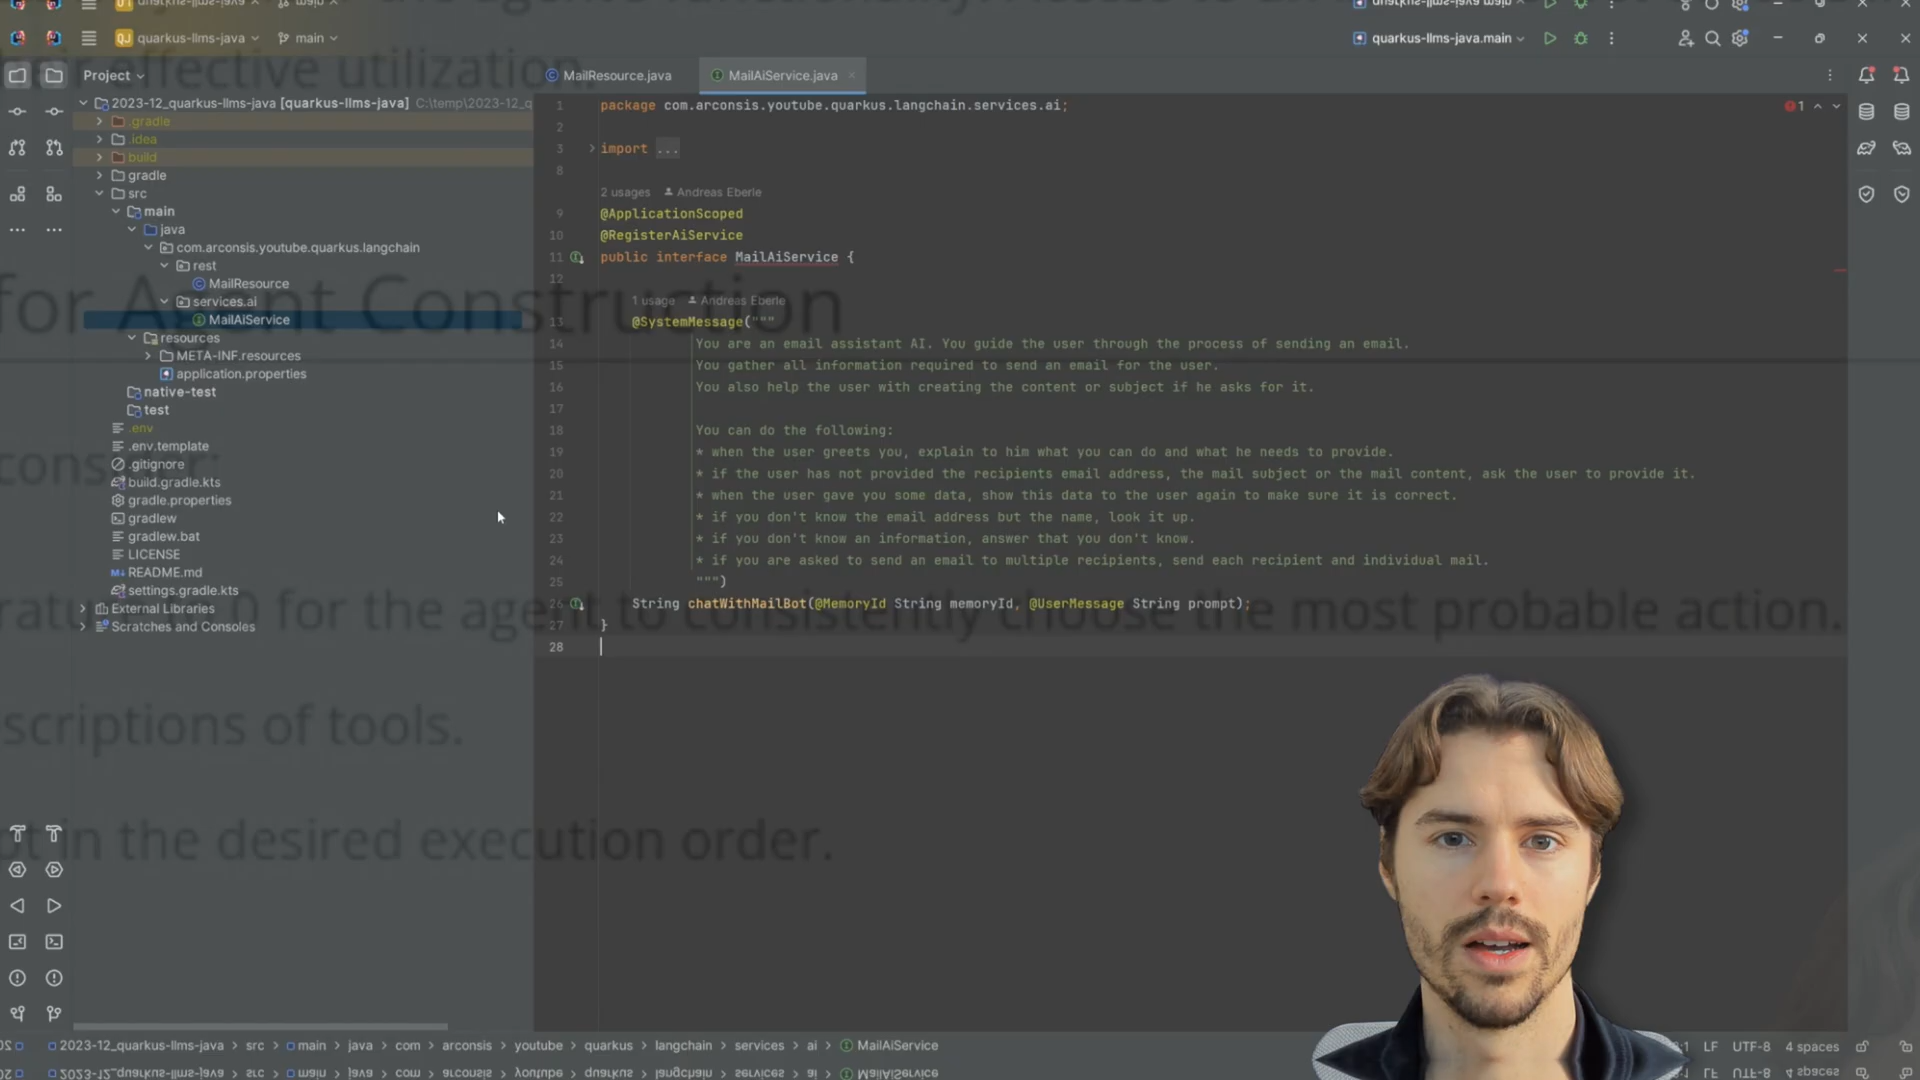 quarkus-llms-java
main
quarkus-llms-java.main
Project
MailResource.java
MailAiService.java
2023-12_quarkus-llms-java [quarkus-llms-java] C:\temp\2023-12_q
.gradle
.idea
build
gradle
src
main
java
com.arconsis.youtube.quarkus.langchain
rest
MailResource
services.ai
MailAiService
resources
META-INF.resources
application.properties
native-test
test
.env
.env.template
.gitignore
build.gradle.kts
gradle.properties
gradlew
gradlew.bat
LICENSE
README.md
settings.gradle.kts
External Libraries
Scratches and Consoles
1 package com.arconsis.youtube.quarkus.langchain.services.ai; 1
2
3 import ...
8
2 usages Andreas Eberle
9 @ApplicationScoped
10 @RegisterAiService
11 public interface MailAiService {
12
1 usage Andreas Eberle
13 @SystemMessage("""
14 You are an email assistant AI. You guide the user through the process of sending an email.
15 You gather all information required to send an email for the user.
16 You also help the user with creating the content or subject if he asks for it.
17
18 You can do the following:
19 * when the user greets you, explain to him what you can do and what he needs to provide.
20 * if the user has not provided the recipients email address, the mail subject or the mail content, ask the user to provide it.
21 * when the user gave you some data, show this data to the user again to make sure it is correct.
22 * if you don't know the email address but the name, look it up.
23 * if you don't know an information, answer that you don't know.
24 * if you are asked to send an email to multiple recipients, send each recipient and individual mail.
25 """)
26 String chatWithMailBot(@MemoryId String memoryId, @UserMessage String prompt);
27 }
28
effective utilization.
for Agent Construction
consider:
0 for the agent to consistently choose the most probable action.
scriptions of tools.
in the desired execution order.
2023-12_quarkus-llms-java > src > main > java > com > arconsis > youtube > quarkus > langchain > services > ai > MailAiService
:1 LF UTF-8 4 spaces